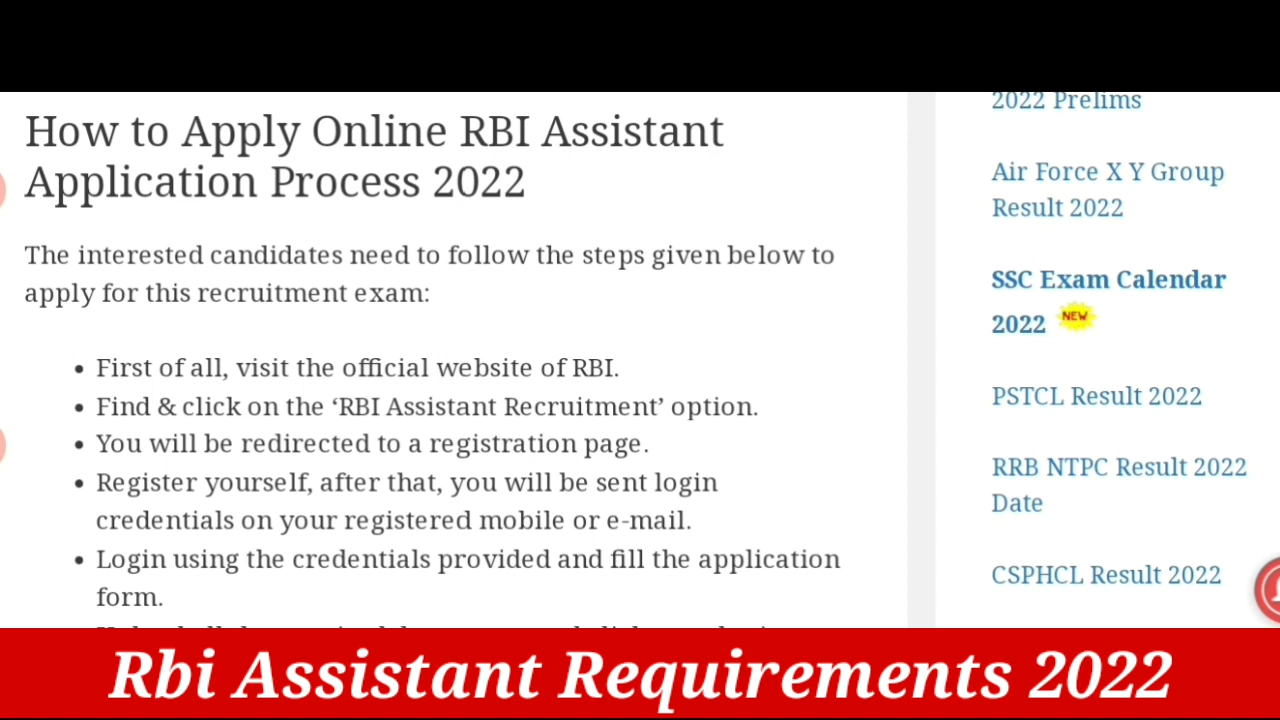 How to Apply Online RBI Assistant
Application Process 2022
The interested candidates need to follow the steps given below to
apply for this recruitment exam:
• First of all, visit the official website of RBI.
• Find & click on the ‘RBI Assistant Recruitment’ option.
• You will be redirected to a registration page.
• Register yourself, after that, you will be sent login
credentials on your registered mobile or e-mail.
• Login using the credentials provided and fill the application
form.
2022 Prelims
Air Force X Y Group
Result 2022
SSC Exam Calendar
2022 NEW
PSTCL Result 2022
RRB NTPC Result 2022
Date
CSPHCL Result 2022
Rbi Assistant Requirements 2022